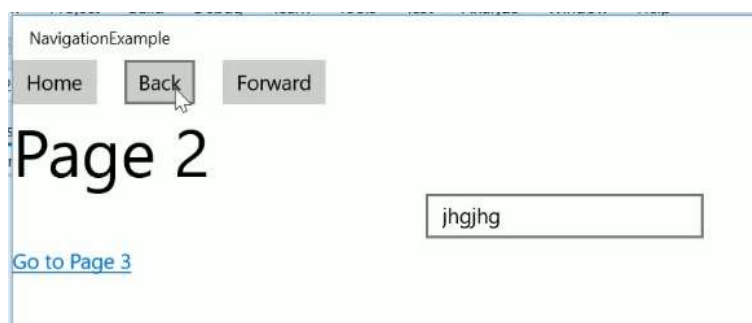 NavigationExample
Home Back Forward
Page 2
jhgjhg
Go to Page 3